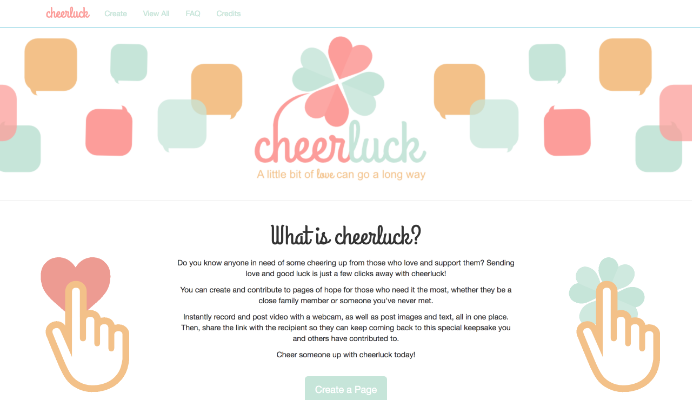 cheerluck Create View All FAQ Credits
cheerluck
A little bit of love can go a long way
What is cheerluck?
Do you know anyone in need of some cheering up from those who love and support them? Sending
love and good luck is just a few clicks away with cheerluck!
You can create and contribute to pages of hope for those who need it the most, whether they be a
close family member or someone you've never met.
Instantly record and post video with a webcam, as well as post images and text, all in one place.
Then, share the link with the recipient so they can keep coming back to this special keepsake you
and others have contributed to.
Cheer someone up with cheerluck today!
Create a Page